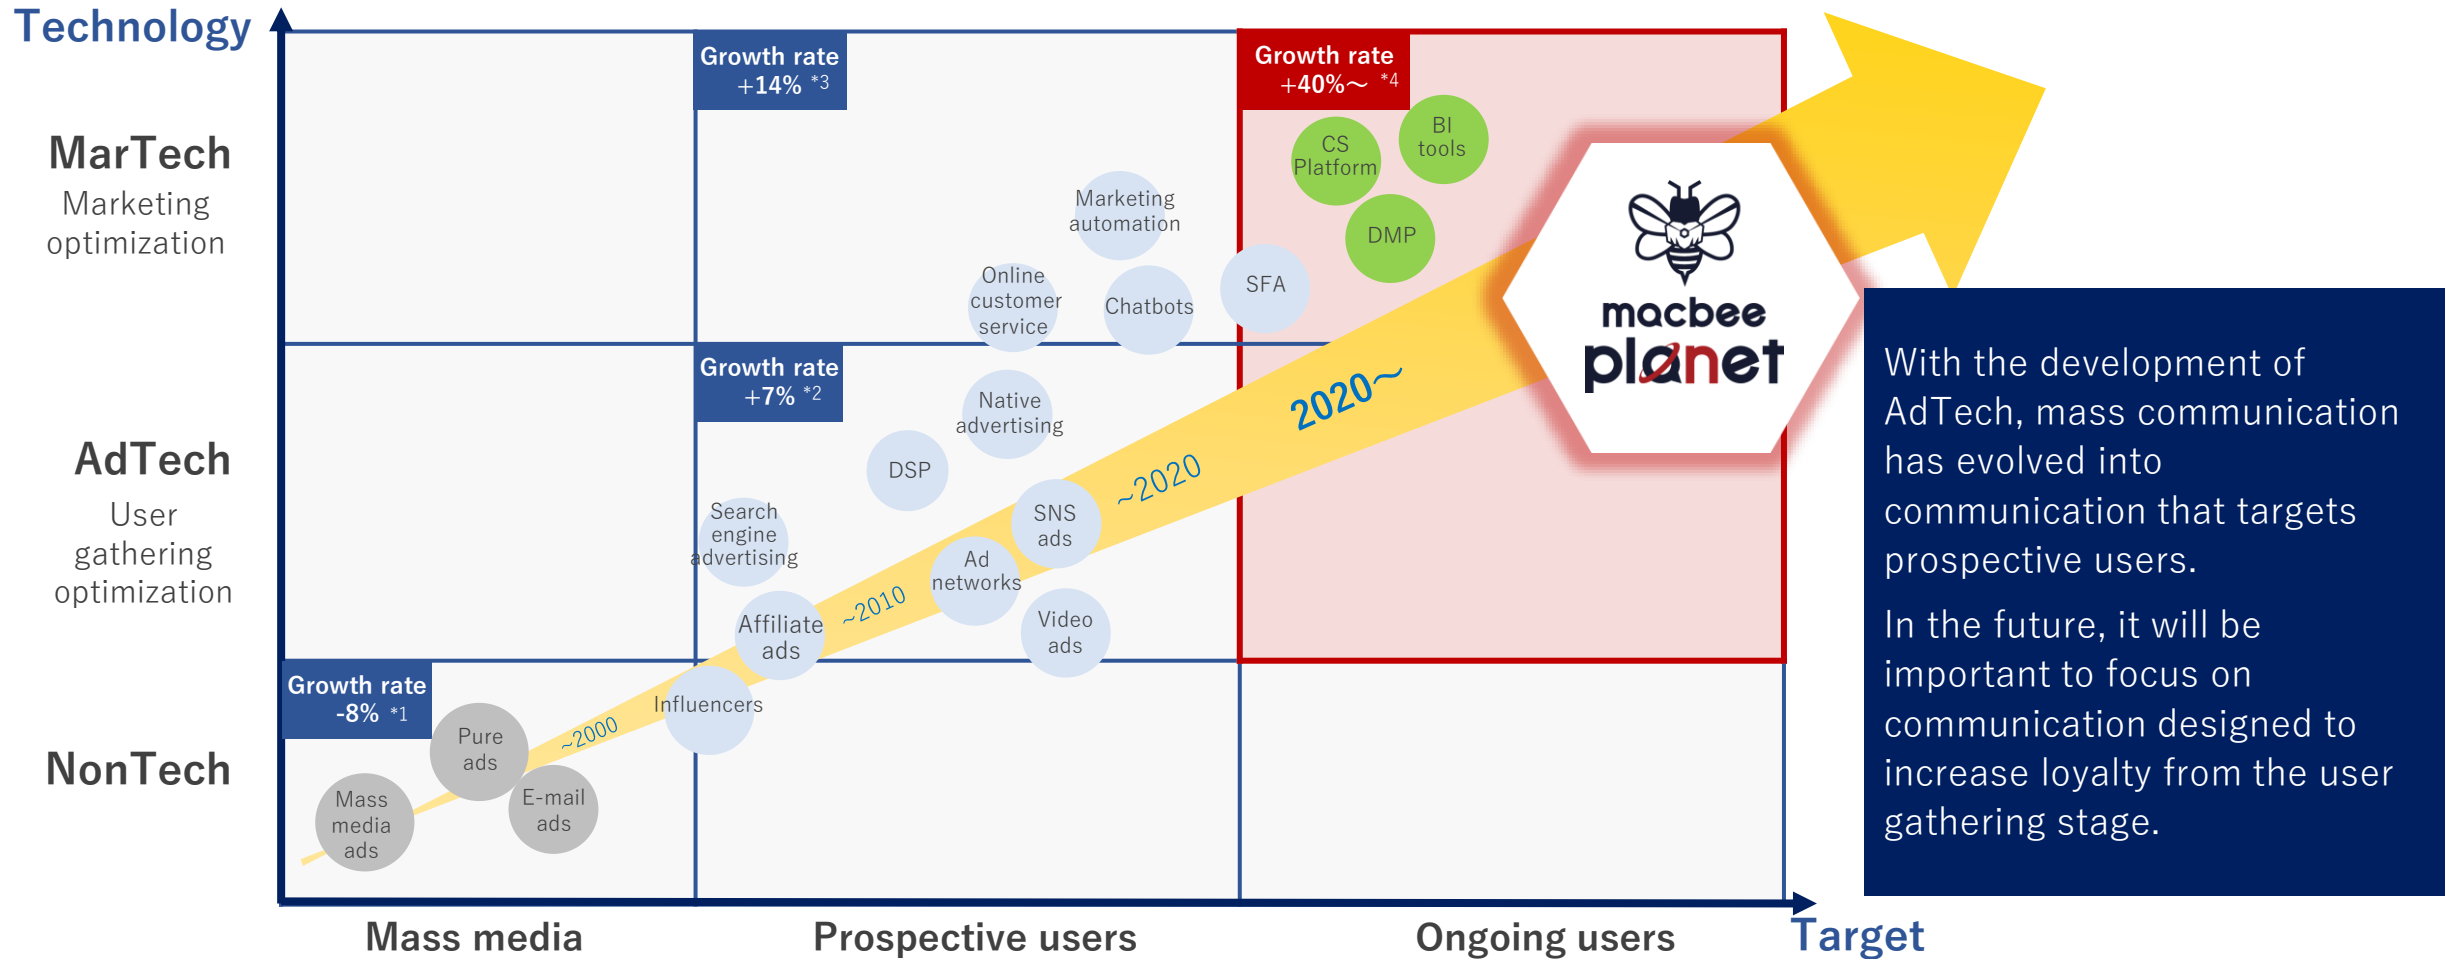 Technology
MarTech
Marketing
optimization
AdTech
User
gathering
optimization
NonTech
Growth rate
+14% *3
Growth rate
+40%～ *4
Growth rate
+7% *2
Growth rate
-8% *1
CS
Platform
BI
tools
DMP
Marketing
automation
Online
customer
service
Chatbots
SFA
Native
advertising
DSP
Search
engine
advertising
SNS
ads
Ad
networks
Video
ads
Affiliate
ads
Influencers
Pure
ads
E-mail
ads
Mass
media
ads
~2000
~2010
~2020
2020～
macbee
planet
With the development of
AdTech, mass communication
has evolved into
communication that targets
prospective users.
In the future, it will be
important to focus on
communication designed to
increase loyalty from the user
gathering stage.
Mass media
Prospective users
Ongoing users
Target